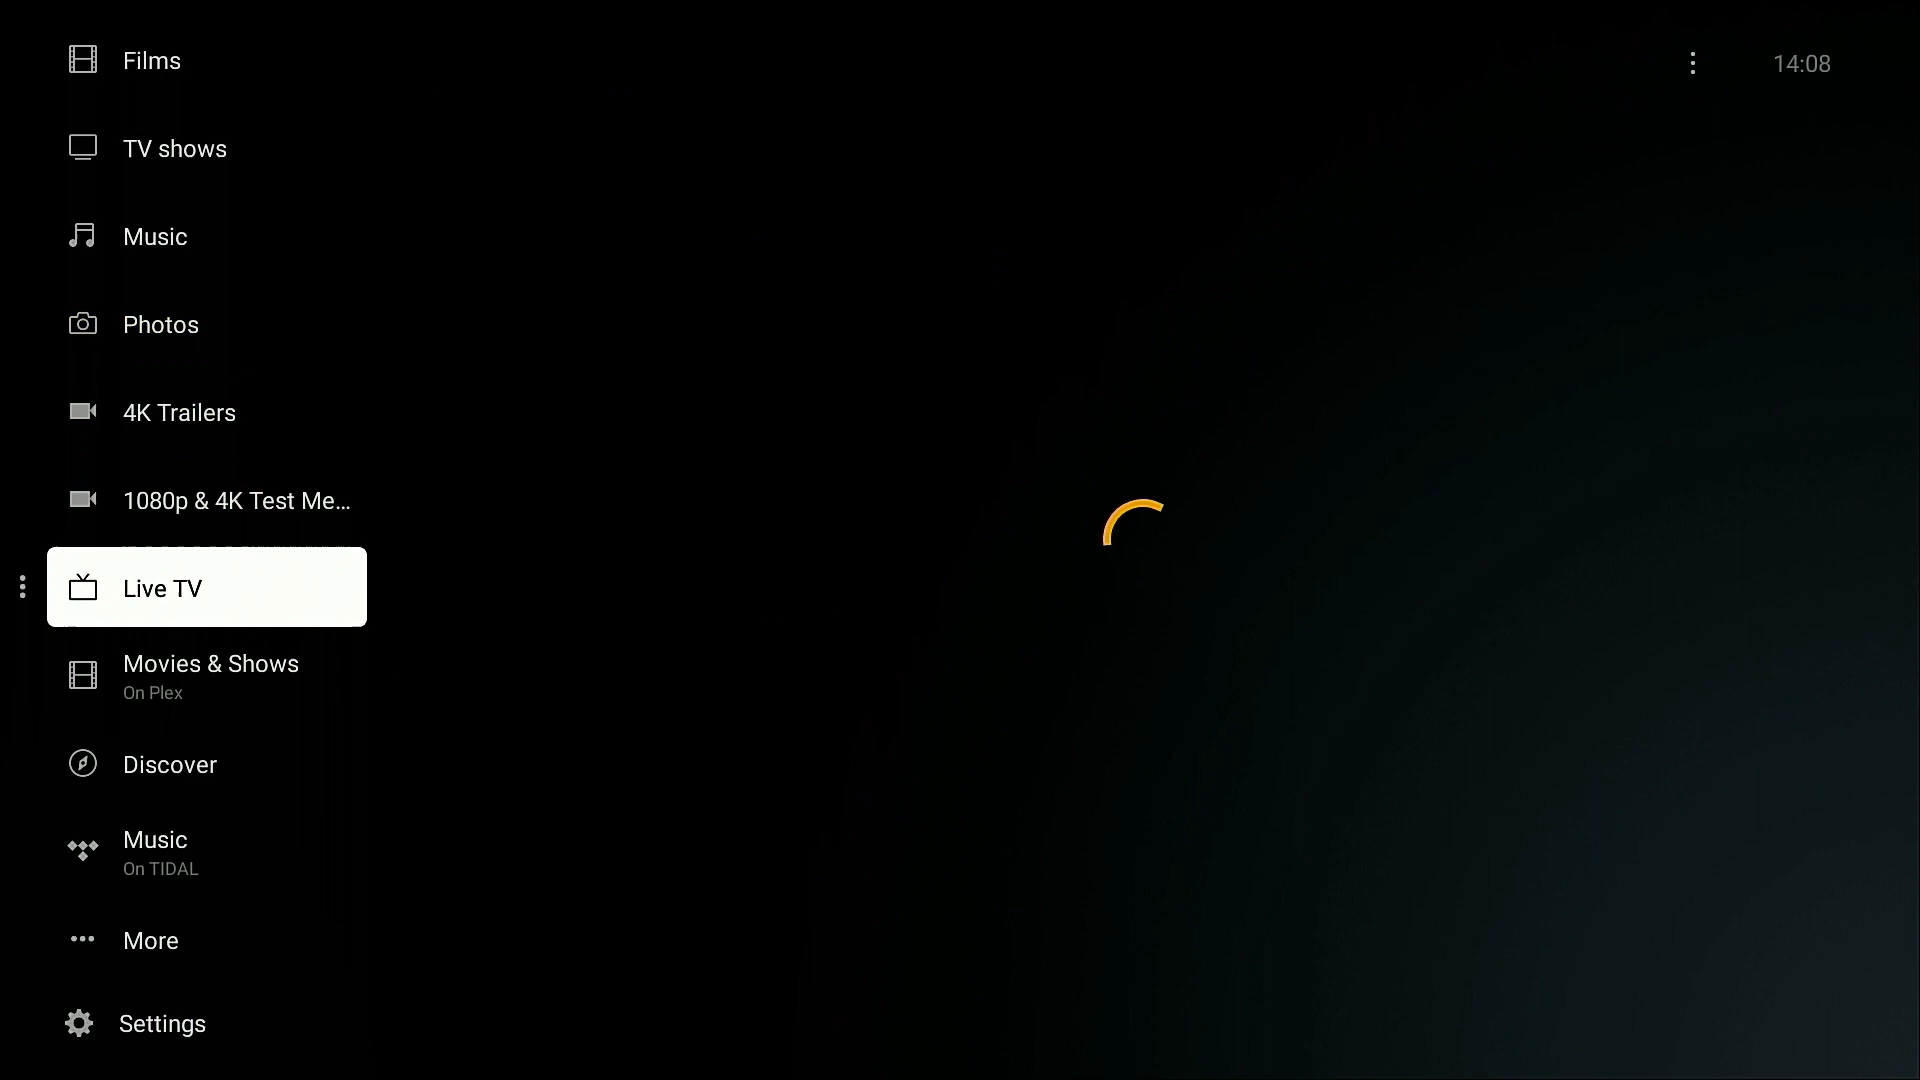 Films
14:08
TV shows
Music
Photos
4K Trailers
1080p & 4K Test Me...
Live TV
Movies & Shows
On Plex
Discover
Music
On TIDAL
More
Settings